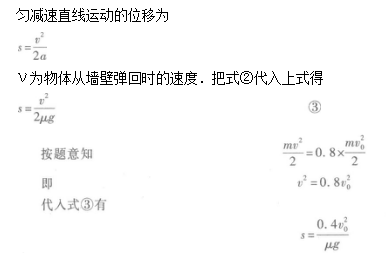 匀减速直线运动的位移为
s=v²/2a
V为物体从墙壁弹回时的速度．把式②代入上式得
s=v²/2μg ③
按题意知 mv²/2=0.8×mv₀²/2
即 v²=0.8v₀²
代入式③有
s=0.4v₀²/μg